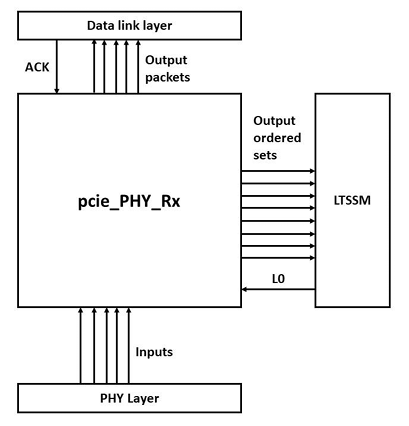 Data link layer
ACK
Output
packets
Output
ordered
sets
pcie_PHY_Rx
LTSSM
L0
Inputs
PHY Layer